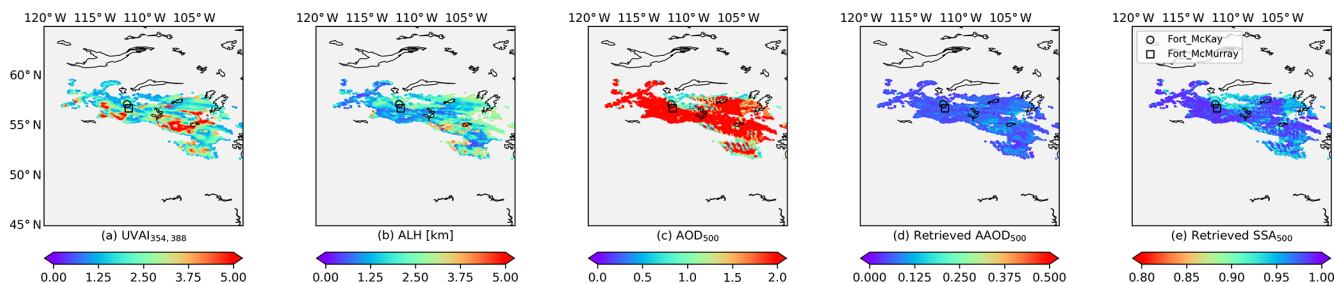 120°W 115°W 110°W 105°W 120°W 115°W 110°W 105°W 120°W 115°W 110°W 105°W 120°W 115°W 110°W 105°W 120°W 115°W 110°W 105°W
Fort_McKay
Fort_McMurray
60°N
55°N
50°N
45°N
(a) UVAI354,388 (b) ALH [km] (c) AOD500 (d) Retrieved AAOD500 (e) Retrieved SSA500
0.00 1.25 2.50 3.75 5.00 0.00 1.25 2.50 3.75 5.00 0.0 0.5 1.0 1.5 2.0 0.000 0.125 0.250 0.375 0.500 0.80 0.85 0.90 0.95 1.00